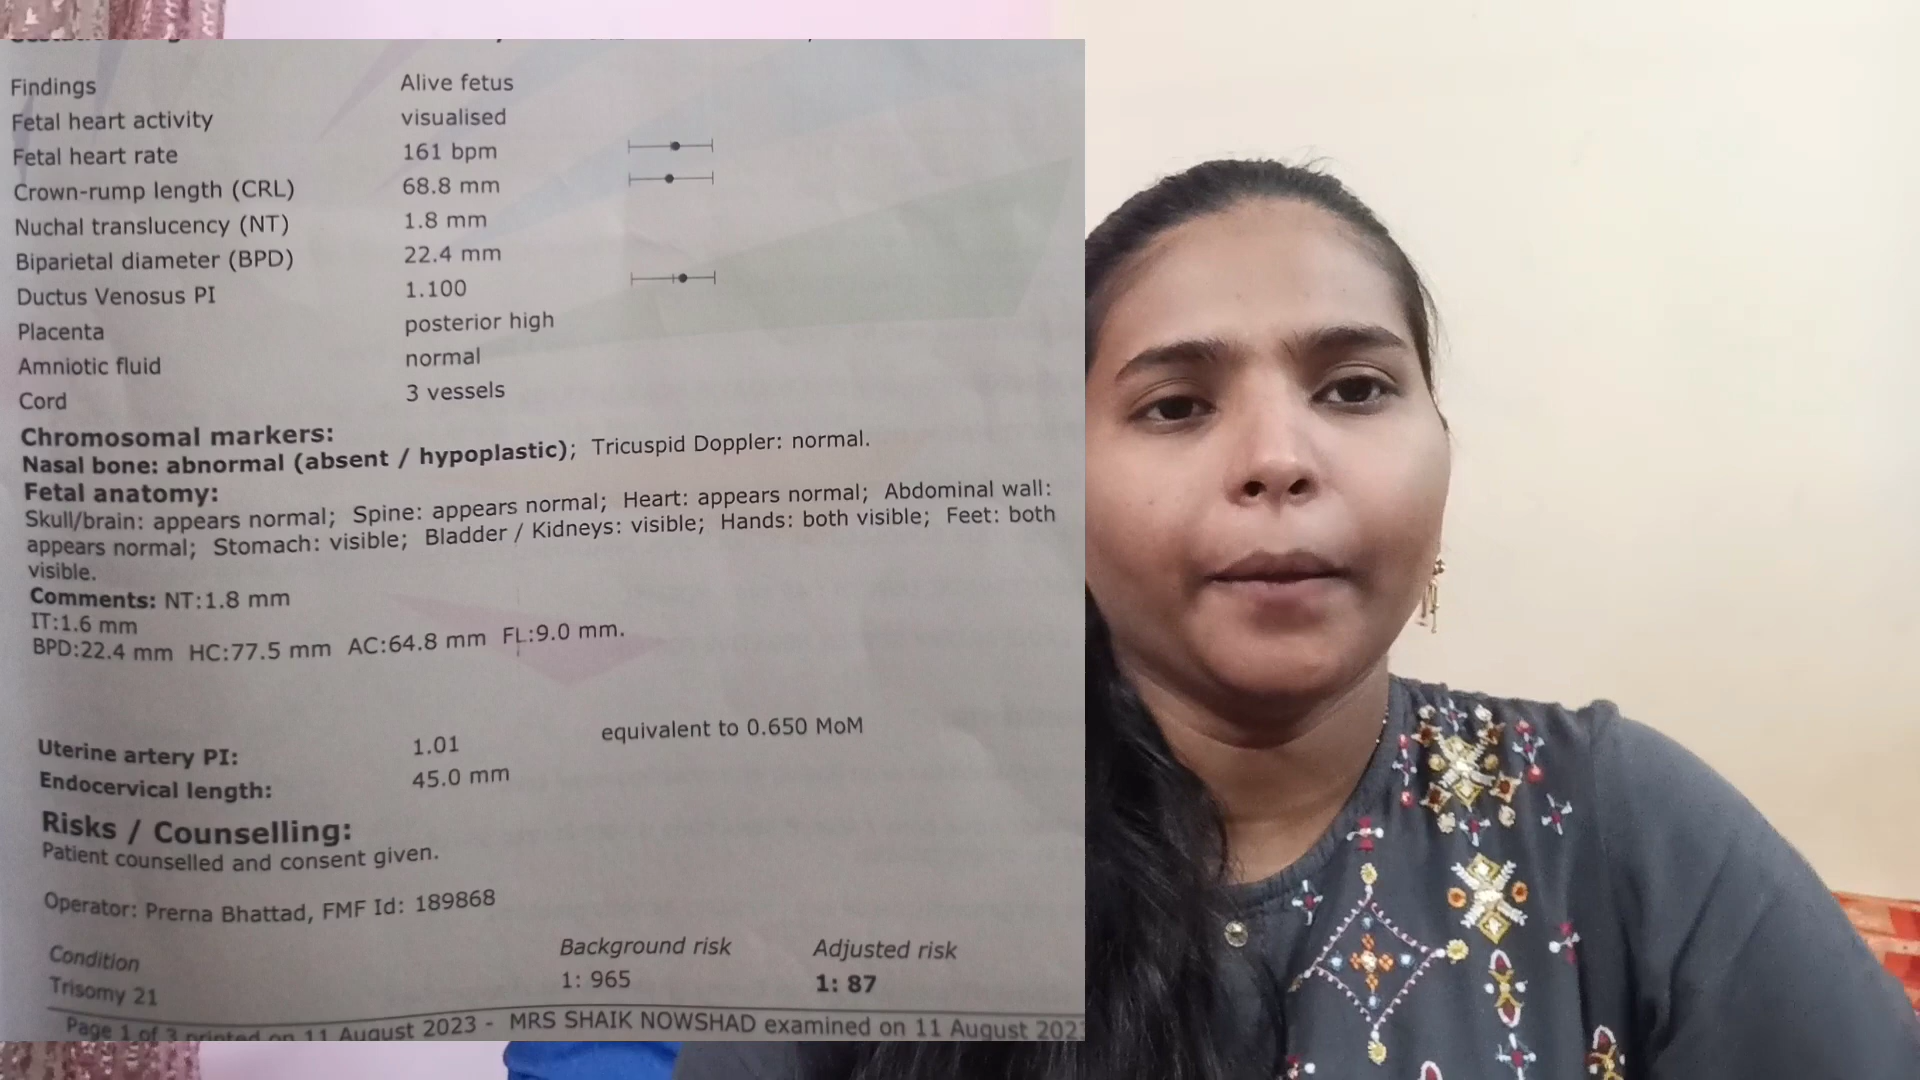 Findings Alive fetus
Fetal heart activity visualised
Fetal heart rate 161 bpm
Crown-rump length (CRL) 68.8 mm
Nuchal translucency (NT) 1.8 mm
Biparietal diameter (BPD) 22.4 mm
Ductus Venosus PI 1.100
Placenta posterior high
Amniotic fluid normal
Cord 3 vessels
Chromosomal markers:
Nasal bone: abnormal (absent / hypoplastic); Tricuspid Doppler: normal.
Fetal anatomy:
Skull/brain: appears normal; Spine: appears normal; Heart: appears normal; Abdominal wall:
appears normal; Stomach: visible; Bladder / Kidneys: visible; Hands: both visible; Feet: both
visible.
Comments: NT:1.8 mm
IT:1.6 mm
BPD:22.4 mm HC:77.5 mm AC:64.8 mm FL:9.0 mm.
Uterine artery PI: 1.01 equivalent to 0.650 MoM
Endocervical length: 45.0 mm
Risks / Counselling:
Patient counselled and consent given.
Operator: Prerna Bhattad, FMF Id: 189868
Condition Background risk Adjusted risk
Trisomy 21 1: 965 1: 87
Page 1 of 3 printed on 11 August 2023 - MRS SHAIK NOWSHAD examined on 11 August 202